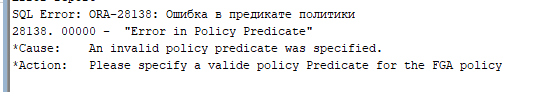 SQL Error: ORA-28138: Ошибка в предикате политики
28138. 00000 -  "Error in Policy Predicate"
*Cause:    An invalid policy predicate was specified.
*Action:   Please specify a valide policy Predicate for the FGA policy